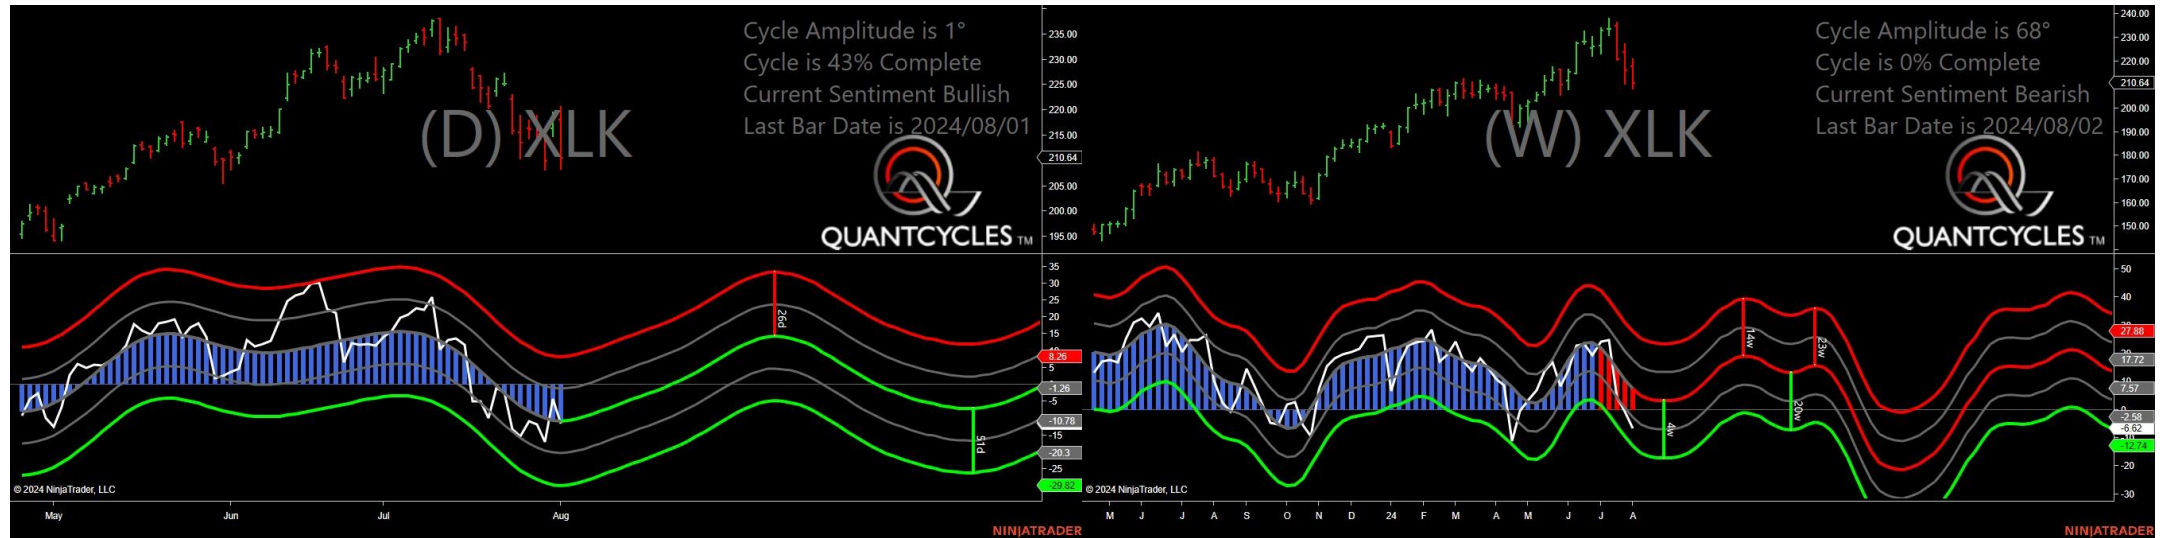 Cycle Amplitude is 1°
Cycle is 43% Complete
Current Sentiment Bullish
Last Bar Date is 2024/08/01
(D) XLK
QUANTCYCLES TM
235.00
230.00
225.00
220.00
215.00
210.64
205.00
200.00
195.00
35
30
25
20
15
8.26
5
-1.26
-5
-10.78
-15
-20.3
-25
-29.82
26d
51d
© 2024 NinjaTrader, LLC
May Jun Jul Aug
NINJATRADER
Cycle Amplitude is 68°
Cycle is 0% Complete
Current Sentiment Bearish
Last Bar Date is 2024/08/02
(W) XLK
QUANTCYCLES TM
240.00
230.00
220.00
210.64
200.00
190.00
180.00
170.00
160.00
150.00
50
40
27.88
17.72
7.57
-2.58
-6.62
-12.74
-20
-30
14w
23w
4w
20w
© 2024 NinjaTrader, LLC
M J J A S O N D 24 F M A M J J A
NINJATRADER